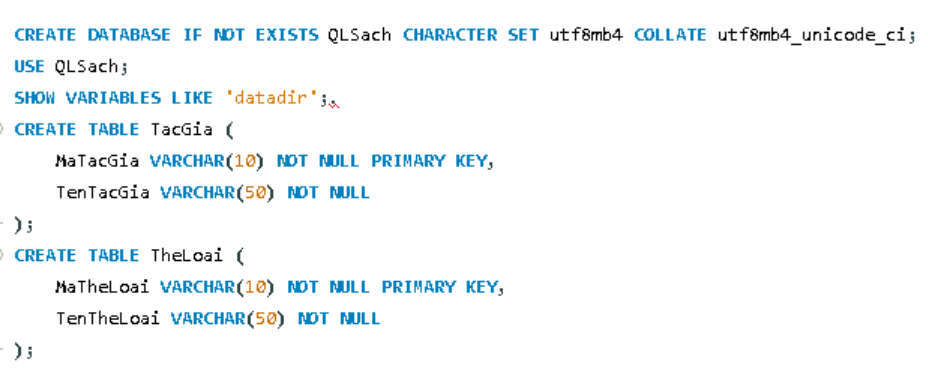 CREATE DATABASE IF NOT EXISTS QLSach CHARACTER SET utf8mb4 COLLATE utf8mb4_unicode_ci;
USE QLSach;
SHOW VARIABLES LIKE 'datadir';
CREATE TABLE TacGia (
    MaTacGia VARCHAR(10) NOT NULL PRIMARY KEY,
    TenTacGia VARCHAR(50) NOT NULL
);
CREATE TABLE TheLoai (
    MaTheLoai VARCHAR(10) NOT NULL PRIMARY KEY,
    TenTheLoai VARCHAR(50) NOT NULL
);